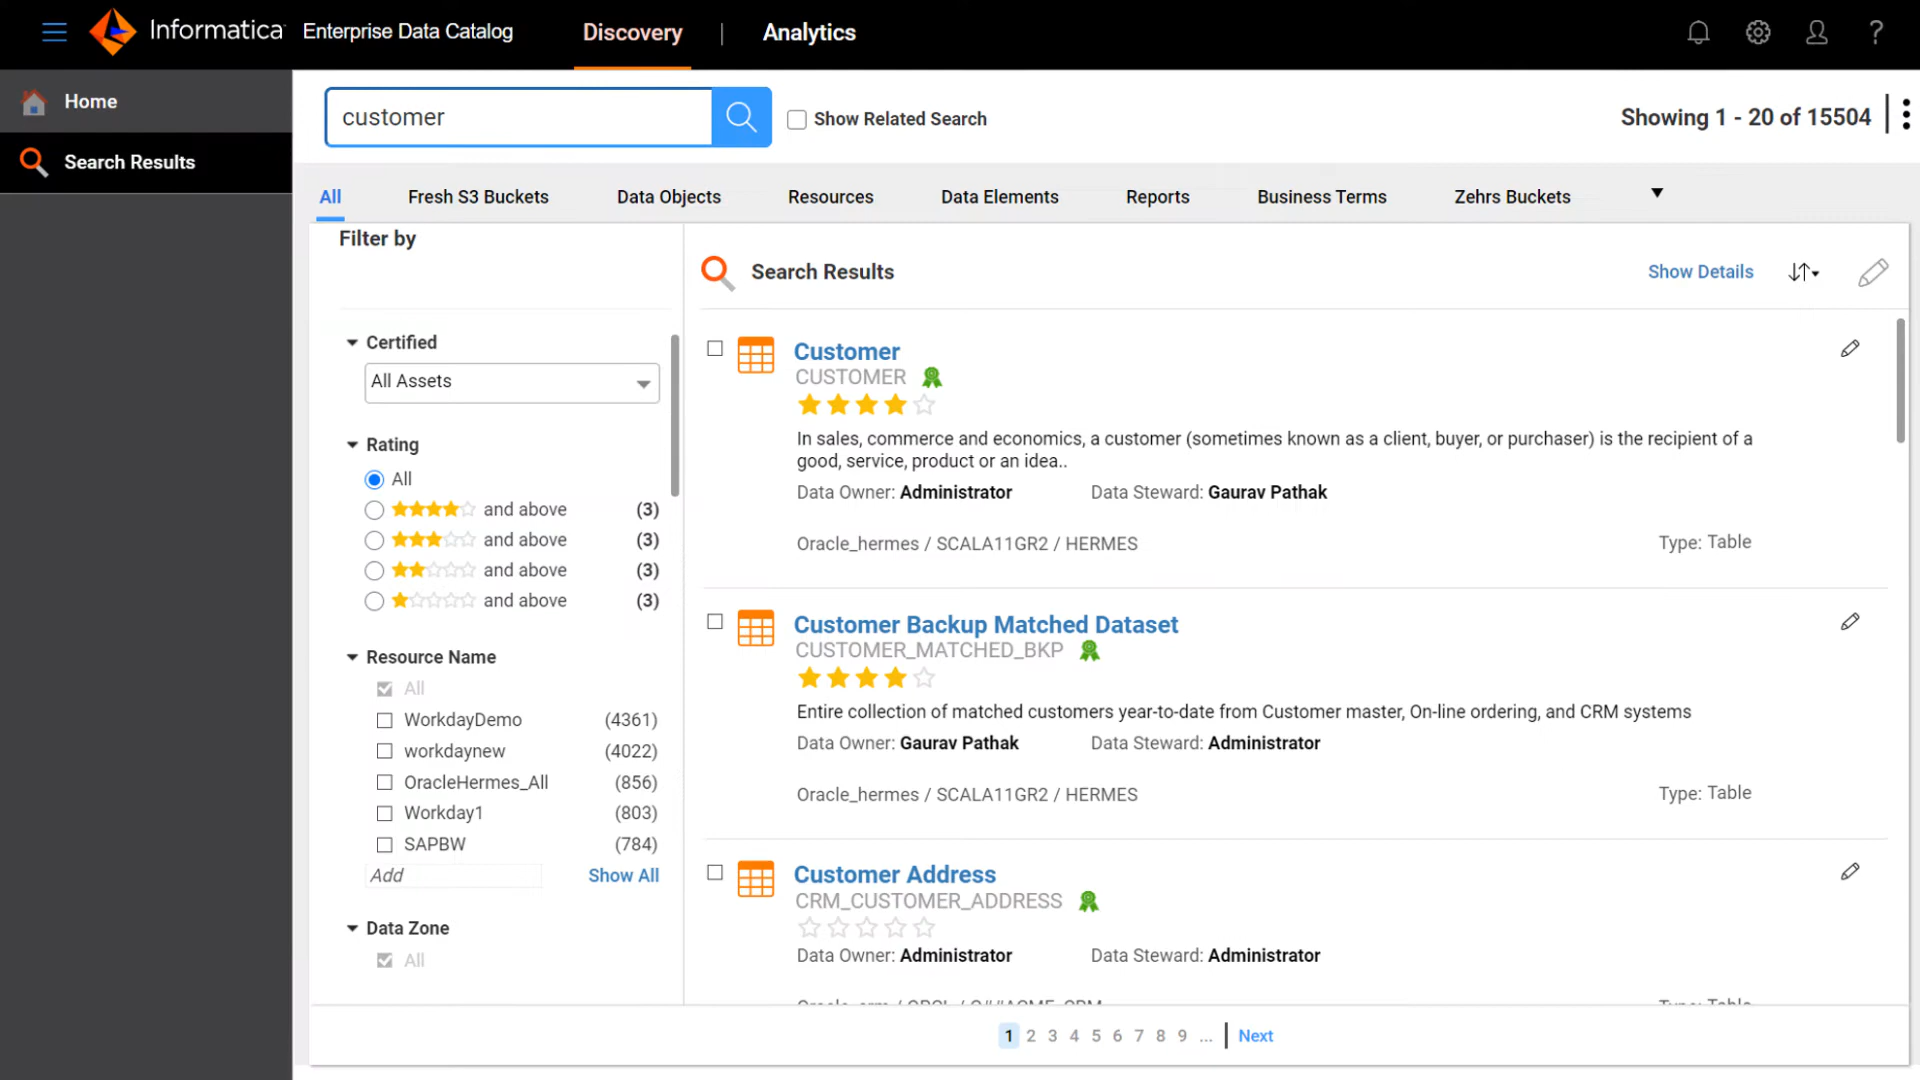 Informatica Enterprise Data Catalog Discovery | Analytics ?
Home
Search Results
customer
Show Related Search
Showing 1 - 20 of 15504
All Fresh S3 Buckets Data Objects Resources Data Elements Reports Business Terms Zehrs Buckets
Filter by
Certified
All Assets
Rating
All
and above (3)
and above (3)
and above (3)
and above (3)
Resource Name
All
WorkdayDemo (4361)
workdaynew (4022)
OracleHermes_All (856)
Workday1 (803)
SAPBW (784)
Add Show All
Data Zone
All
Search Results Show Details
Customer
CUSTOMER
In sales, commerce and economics, a customer (sometimes known as a client, buyer, or purchaser) is the recipient of a
good, service, product or an idea..
Data Owner: Administrator Data Steward: Gaurav Pathak
Oracle_hermes / SCALA11GR2 / HERMES Type: Table
Customer Backup Matched Dataset
CUSTOMER_MATCHED_BKP
Entire collection of matched customers year-to-date from Customer master, On-line ordering, and CRM systems
Data Owner: Gaurav Pathak Data Steward: Administrator
Oracle_hermes / SCALA11GR2 / HERMES Type: Table
Customer Address
CRM_CUSTOMER_ADDRESS
Data Owner: Administrator Data Steward: Administrator
Type: Table
1 2 3 4 5 6 7 8 9 ... | Next